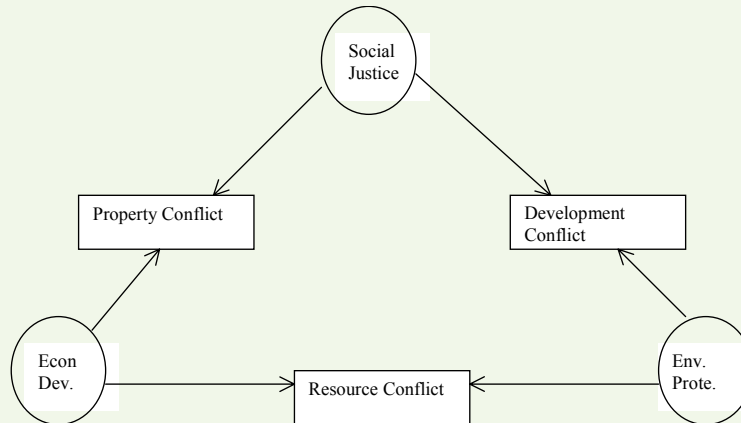 Social
Justice
Property Conflict
Development
Conflict
Econ
Dev.
Env.
Prote.
Resource Conflict